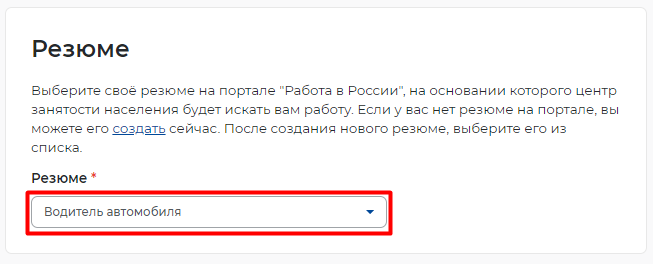 Резюме
Выберите своё резюме на портале "Работа в России", на основании которого центр
занятости населения будет искать вам работу. Если у вас нет резюме на портале, вы
можете его создать сейчас. После создания нового резюме, выберите его из
списка.
Резюме *
Водитель автомобиля